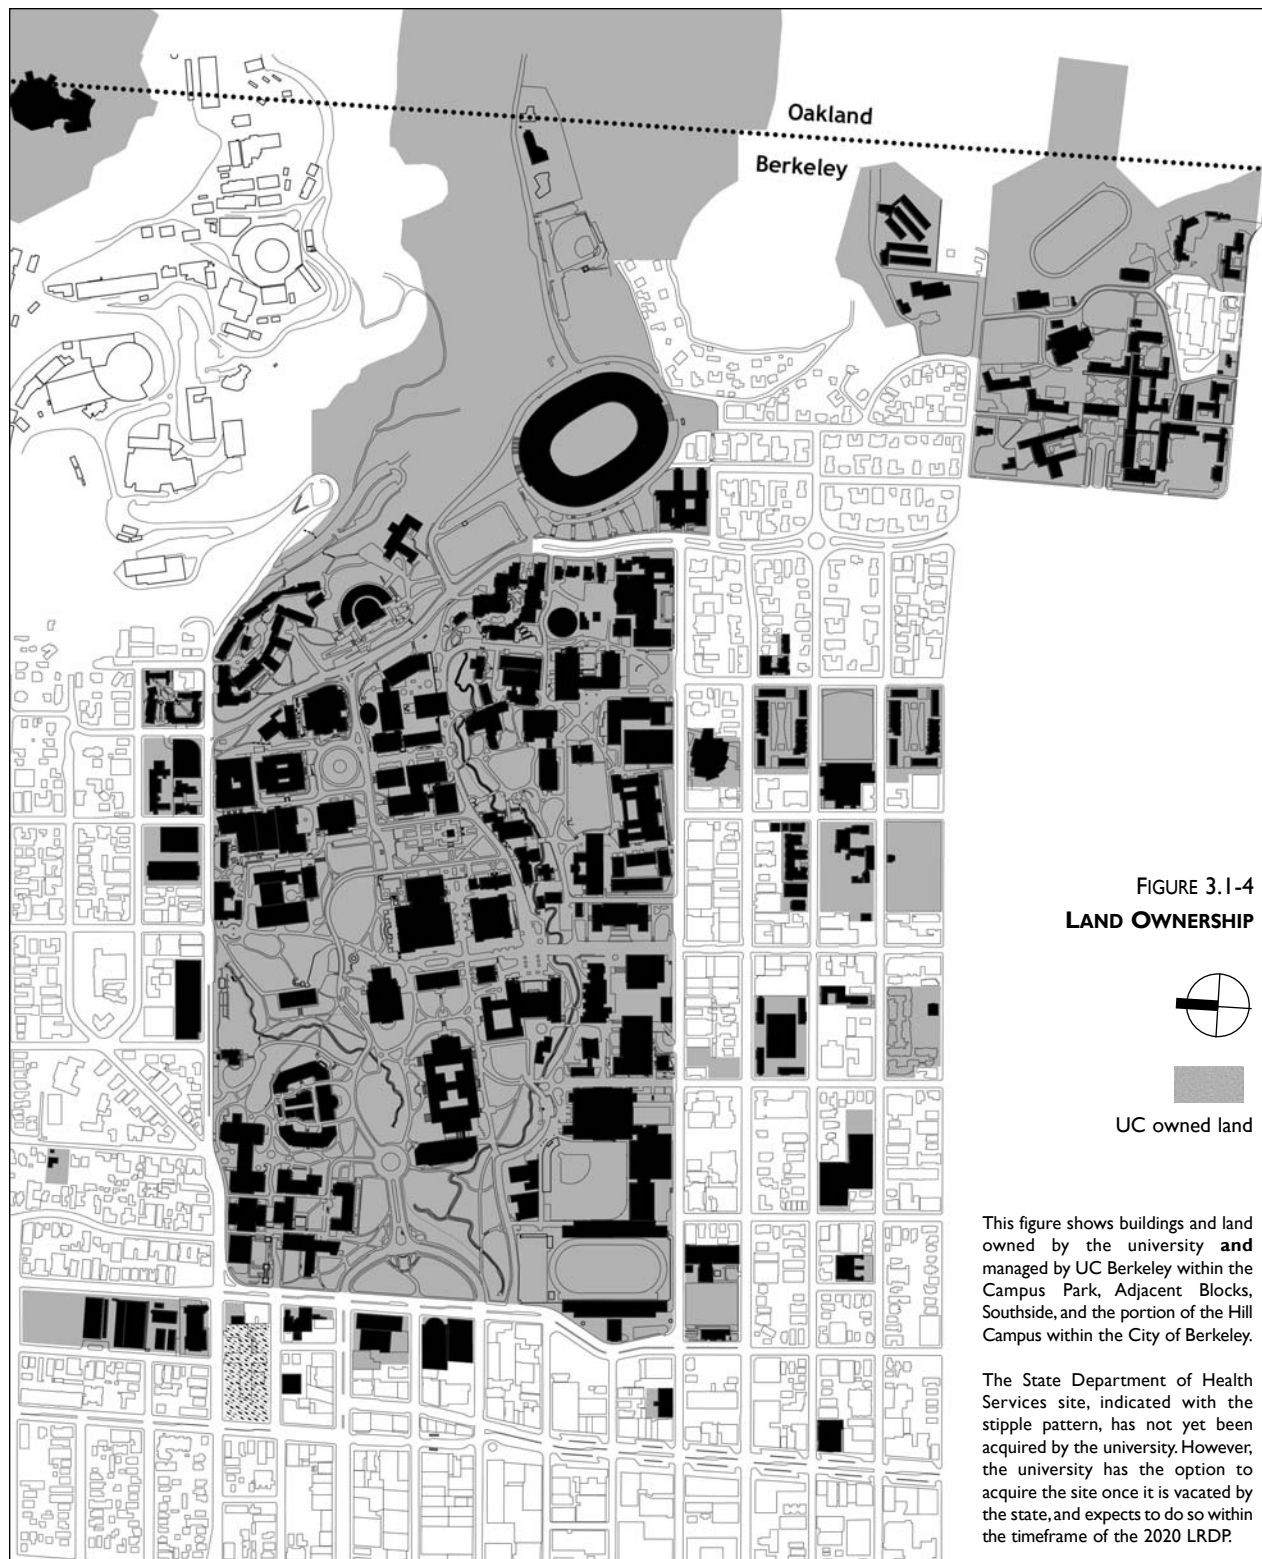 Oakland
Berkeley
FIGURE 3.1-4
LAND OWNERSHIP
UC owned land
This figure shows buildings and land
owned by the university and
managed by UC Berkeley within the
Campus Park, Adjacent Blocks,
Southside, and the portion of the Hill
Campus within the City of Berkeley.
The State Department of Health
Services site, indicated with the
stipple pattern, has not yet been
acquired by the university. However,
the university has the option to
acquire the site once it is vacated by
the state, and expects to do so within
the timeframe of the 2020 LRDP.